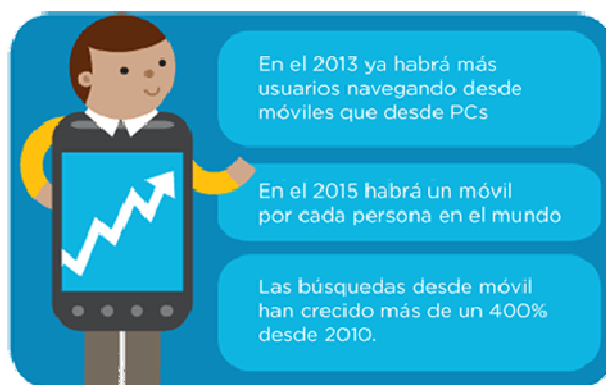 En el 2013 ya habrá más
usuarios navegando desde
móviles que desde PCs
En el 2015 habrá un móvil
por cada persona en el mundo
Las búsquedas desde móvil
han crecido más de un 400%
desde 2010.